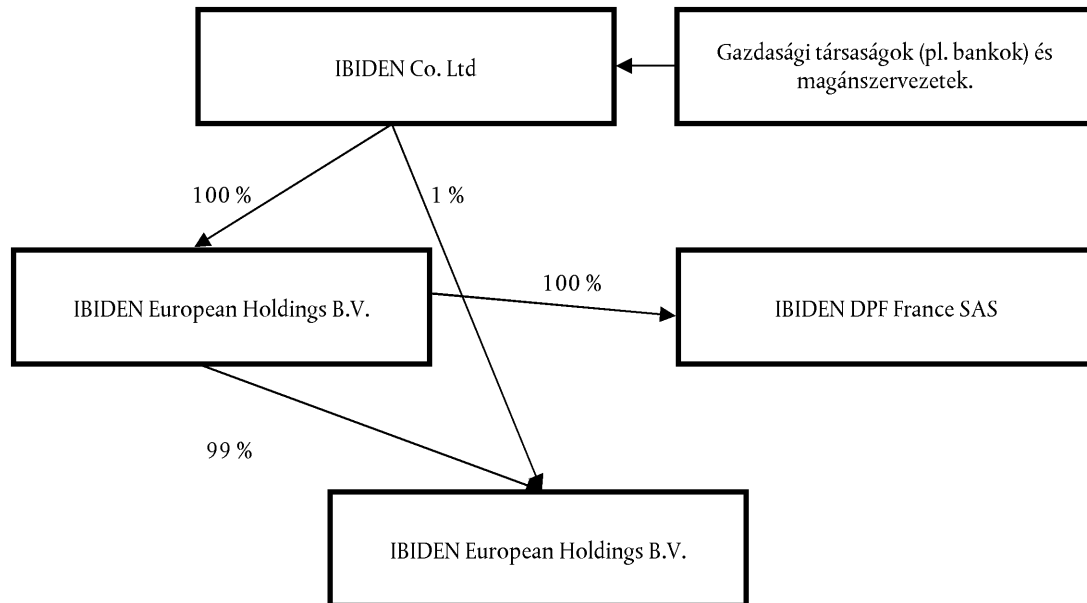 IBIDEN Co. Ltd
Gazdasági társaságok (pl. bankok) és
magánszervezetek.
100 %
1 %
IBIDEN European Holdings B.V.
100 %
IBIDEN DPF France SAS
99 %
IBIDEN European Holdings B.V.